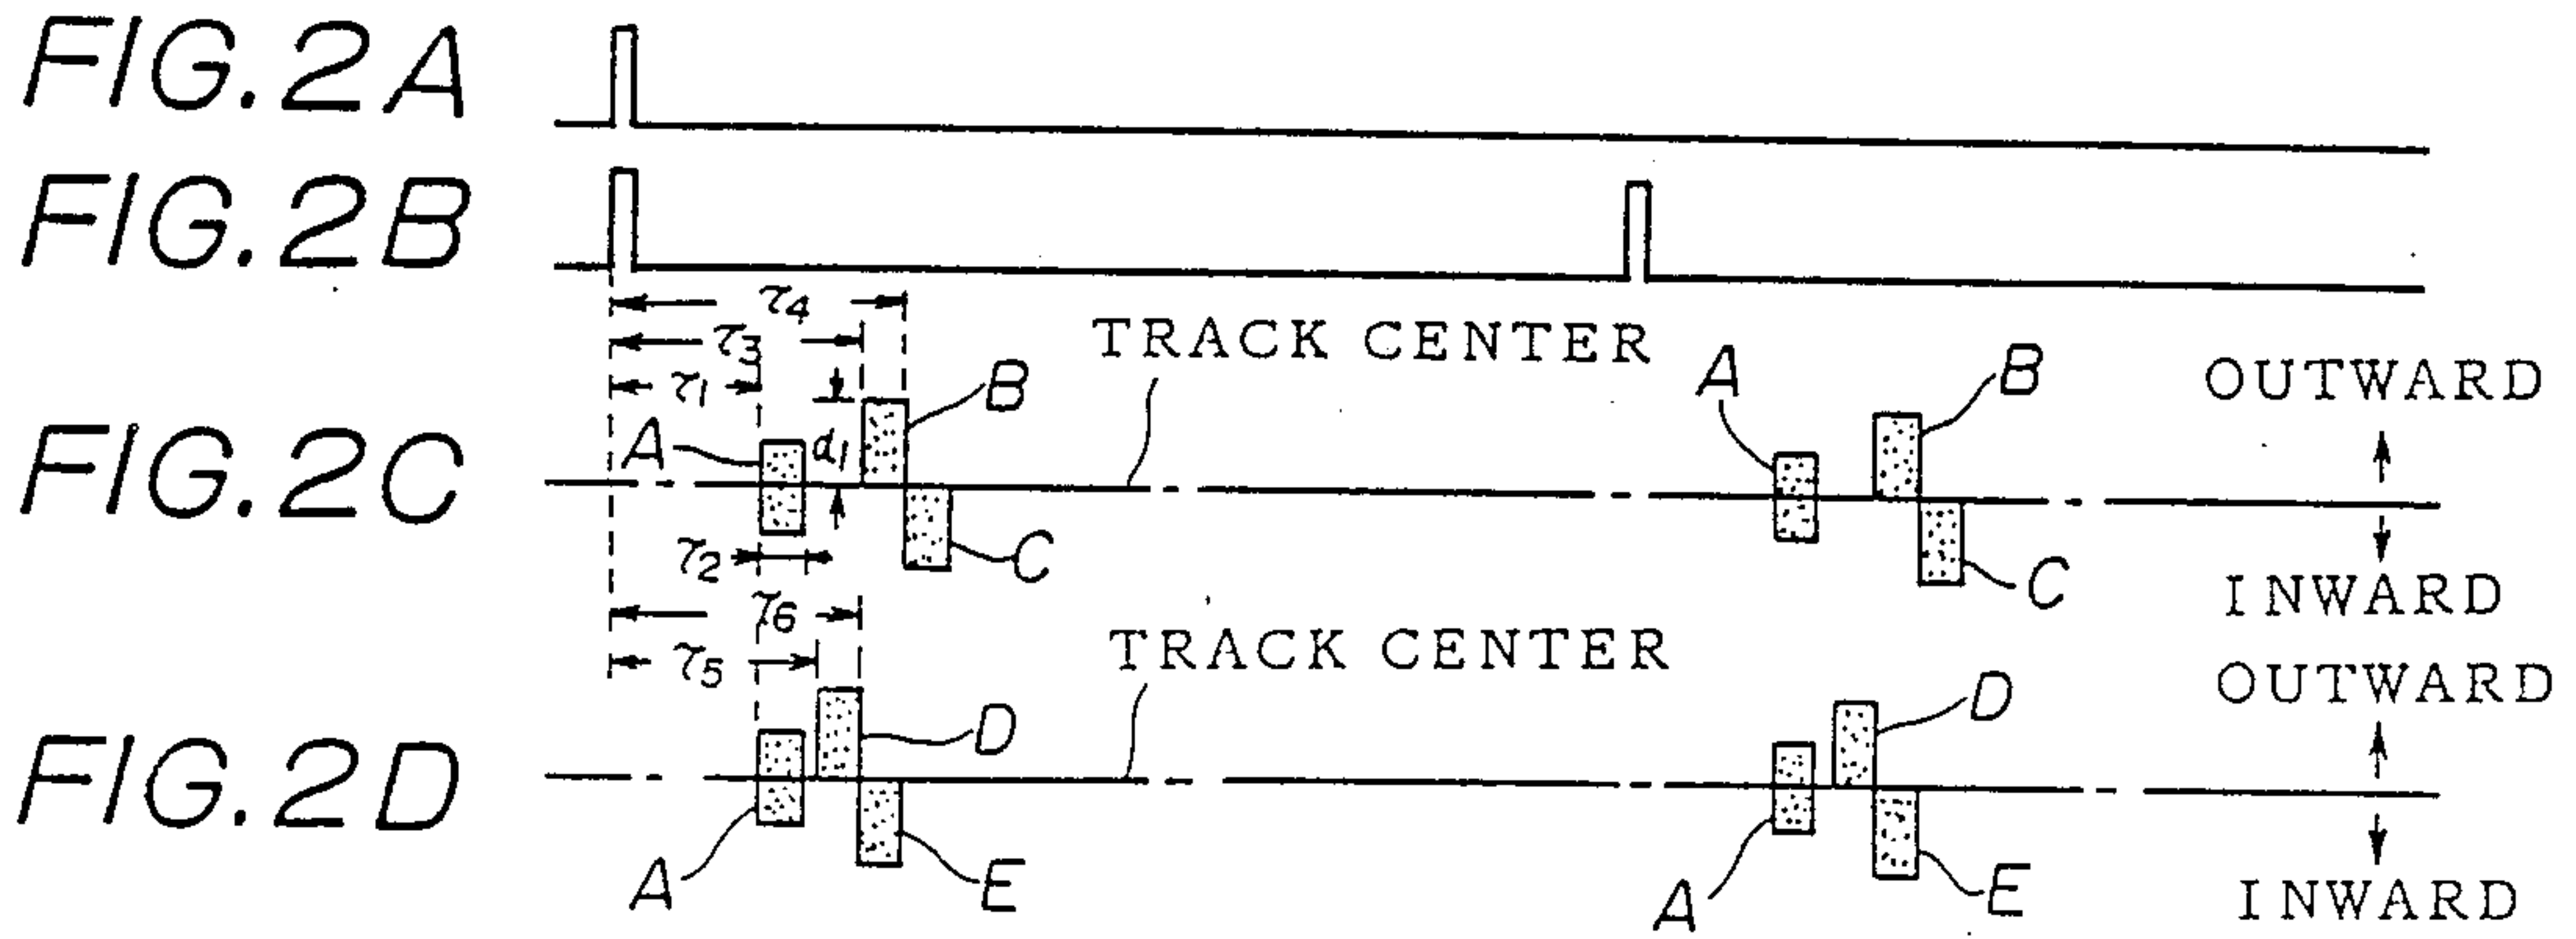 FIG. 2A
FIG. 2B
τ4
τ3
TRACK CENTER
τ1
B
A
B
OUTWARD
FIG. 2C
A
d1
τ2
C
C
INWARD
τ6
TRACK CENTER
τ5
OUTWARD
D
D
FIG. 2D
A
E
A
E
INWARD